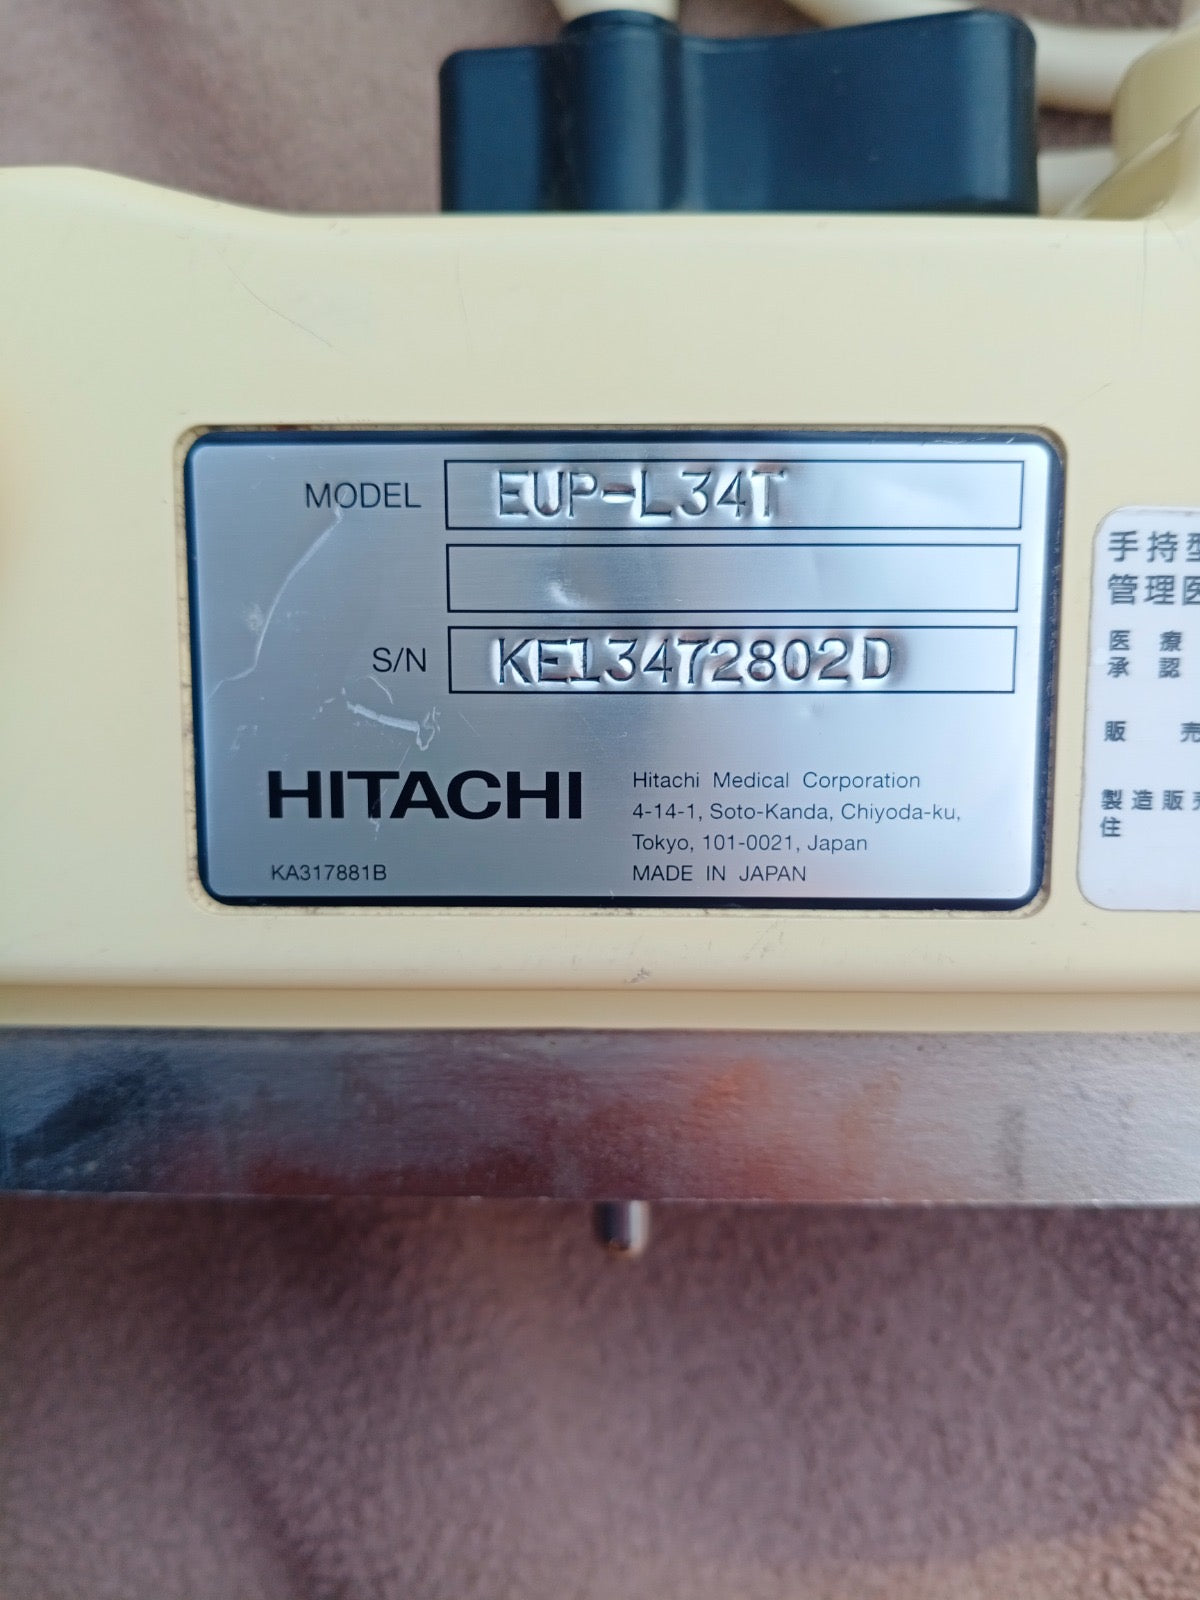 MODEL EUP-L34T
S/N KE13472802D
HITACHI
Hitachi Medical Corporation
4-14-1, Soto-Kanda, Chiyoda-ku,
Tokyo, 101-0021, Japan
MADE IN JAPAN
KA317881B
手持型
管理医
医療
承認
販売
製造販売
住